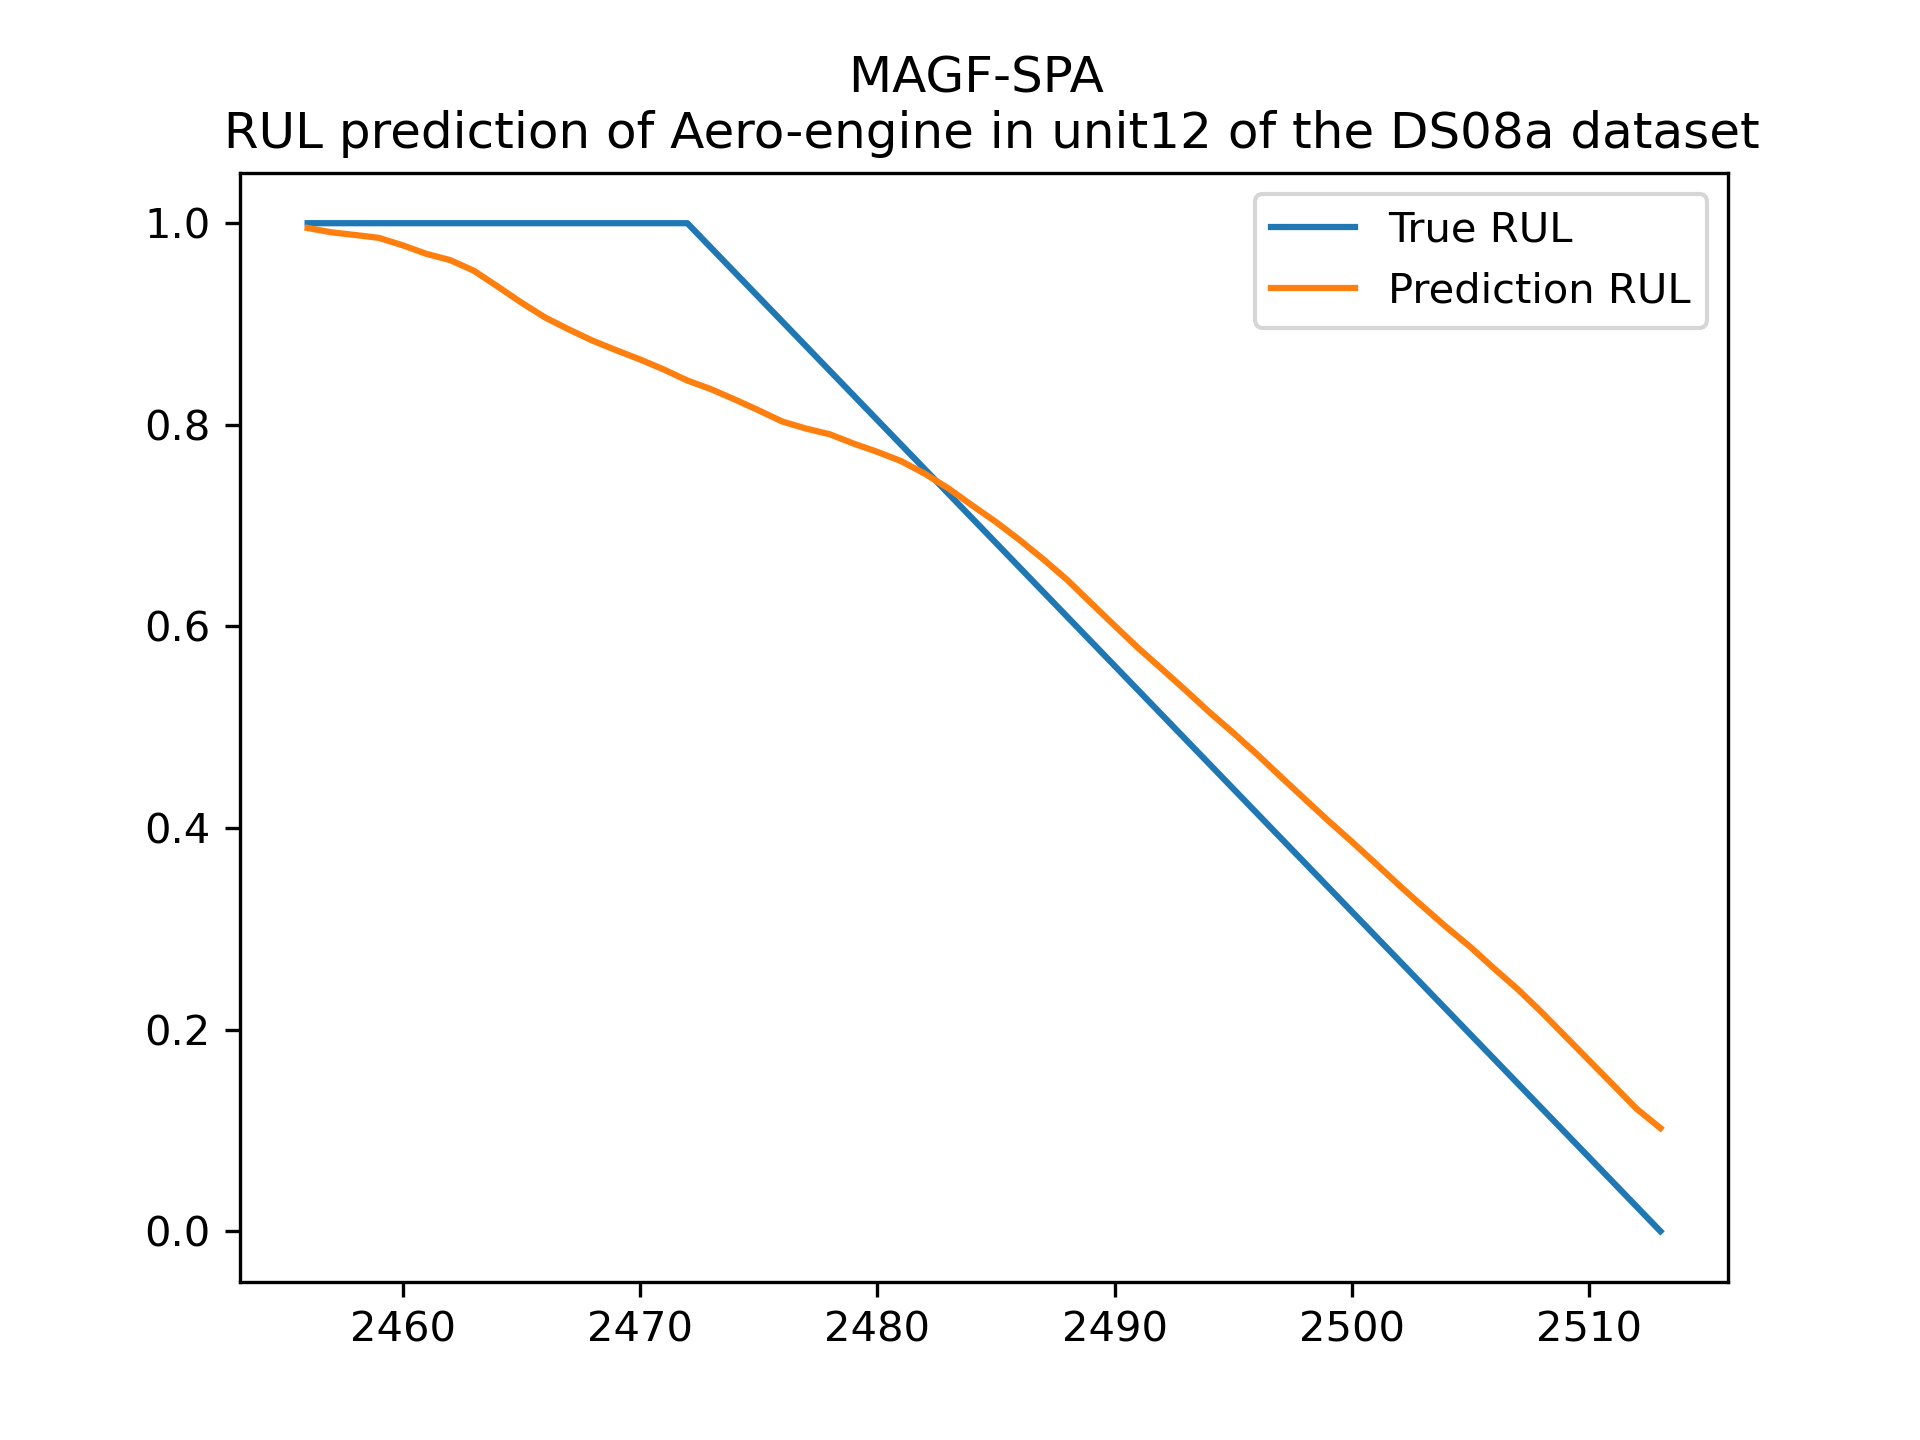 MAGF-SPA
RUL prediction of Aero-engine in unit12 of the DS08a dataset
True RUL
Prediction RUL
1.0
0.8
0.6
0.4
0.2
0.0
2460 2470 2480 2490 2500 2510